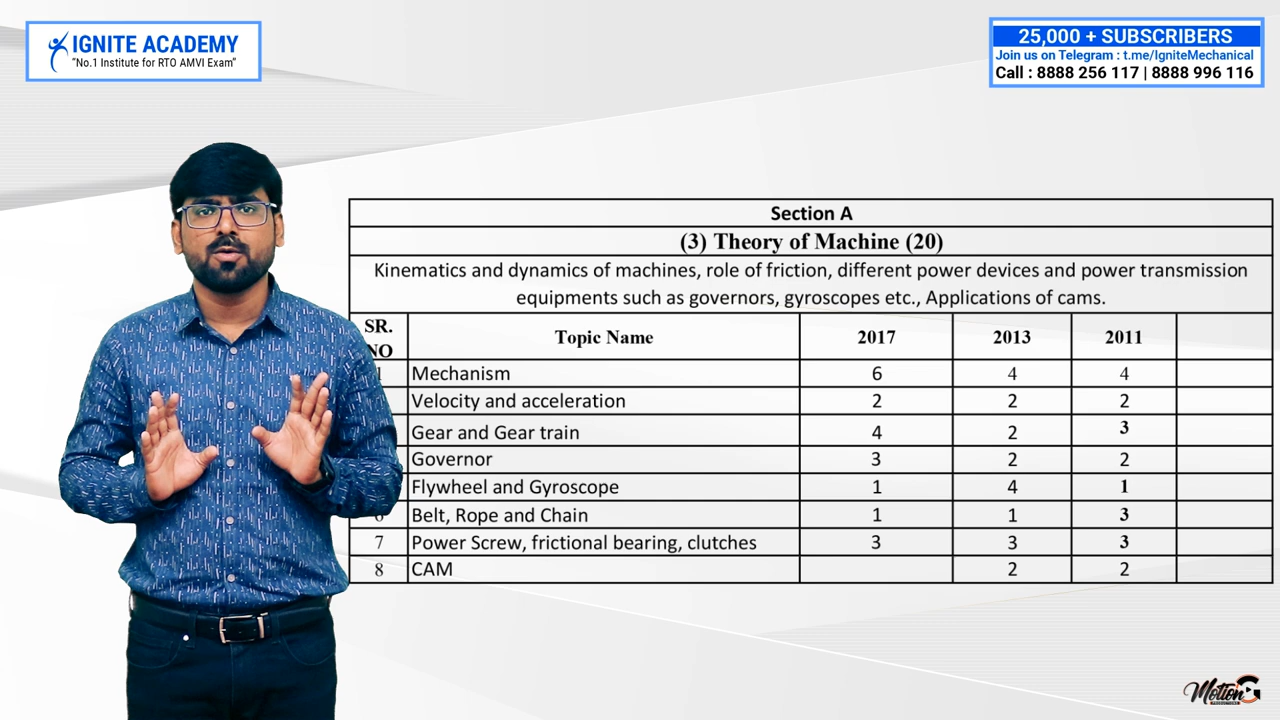 IGNITE ACADEMY
“No.1 Institute for RTO AMVI Exam”
25,000 + SUBSCRIBERS
Join us on Telegram : t.me/IgniteMechanical
Call : 8888 256 117 | 8888 996 116
Section A
(3) Theory of Machine (20)
Kinematics and dynamics of machines, role of friction, different power devices and power transmission
equipments such as governors, gyroscopes etc., Applications of cams.
SR. NO Topic Name 2017 2013 2011
1 Mechanism 6 4 4
Velocity and acceleration 2 2 2
Gear and Gear train 4 2 3
Governor 3 2 2
Flywheel and Gyroscope 1 4 1
6 Belt, Rope and Chain 1 1 3
7 Power Screw, frictional bearing, clutches 3 3 3
8 CAM 2 2
Motion